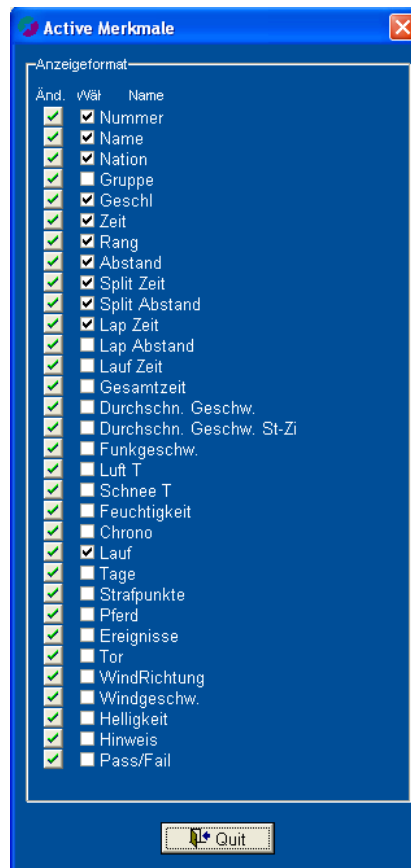 Active Merkmale
Anzeigeformat
Änd. Wäl Name
Nummer
Name
Nation
Gruppe
Geschl
Zeit
Rang
Abstand
Split Zeit
Split Abstand
Lap Zeit
Lap Abstand
Lauf Zeit
Gesamtzeit
Durchschn. Geschw.
Durchschn. Geschw. St-Zi
Funkgeschw.
Luft T
Schnee T
Feuchtigkeit
Chrono
Lauf
Tage
Strafpunkte
Pferd
Ereignisse
Tor
WindRichtung
Windgeschw.
Helligkeit
Hinweis
Pass/Fail
Quit